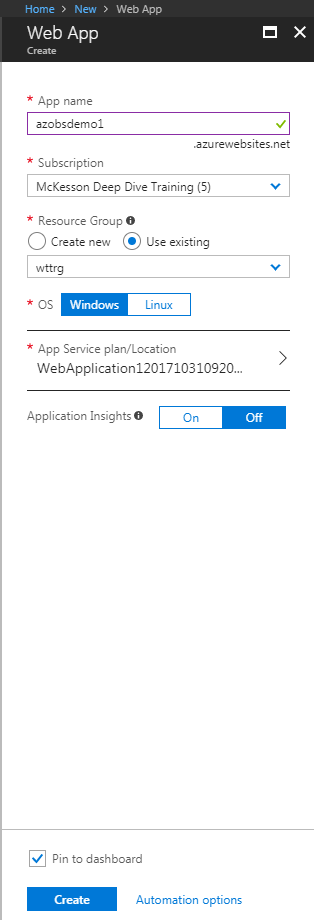 Home > New > Web App
Web App
Create
* App name
azobsdemo1
.azurewebsites.net
* Subscription
McKesson Deep Dive Training (5)
* Resource Group
Create new Use existing
wttrg
* OS Windows Linux
* App Service plan/Location
WebApplication1201710310920...
Application Insights On Off
Pin to dashboard
Create Automation options